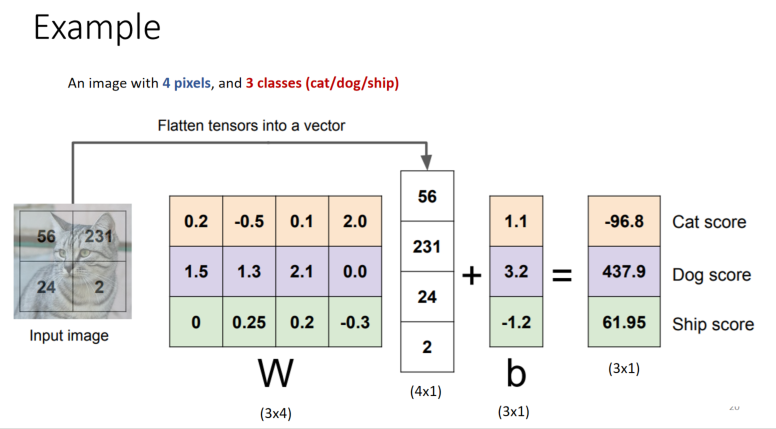 Example
An image with 4 pixels, and 3 classes (cat/dog/ship)
Flatten tensors into a vector
56 231
24 2
Input image
0.2 -0.5 0.1 2.0
1.5 1.3 2.1 0.0
0 0.25 0.2 -0.3
W
(3x4)
56
231
24
2
(4x1)
+
1.1
3.2
-1.2
b
(3x1)
=
-96.8 Cat score
437.9 Dog score
61.95 Ship score
(3x1)